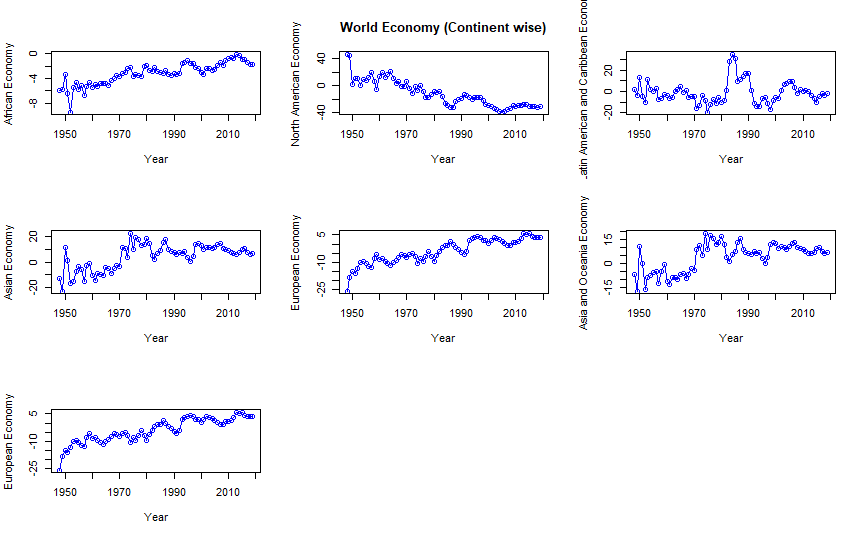 World Economy (Continent wise)
African Economy
0
-4
-8
1950 1970 1990 2010
Year
North American Economy
40
0
-40
1950 1970 1990 2010
Year
Latin American and Caribbean Econom
20
0
-20
1950 1970 1990 2010
Year
Asian Economy
20
0
-20
1950 1970 1990 2010
Year
European Economy
5
-10
-25
1950 1970 1990 2010
Year
Asia and Oceania Economy
15
0
-15
1950 1970 1990 2010
Year
European Economy
5
-10
-25
1950 1970 1990 2010
Year